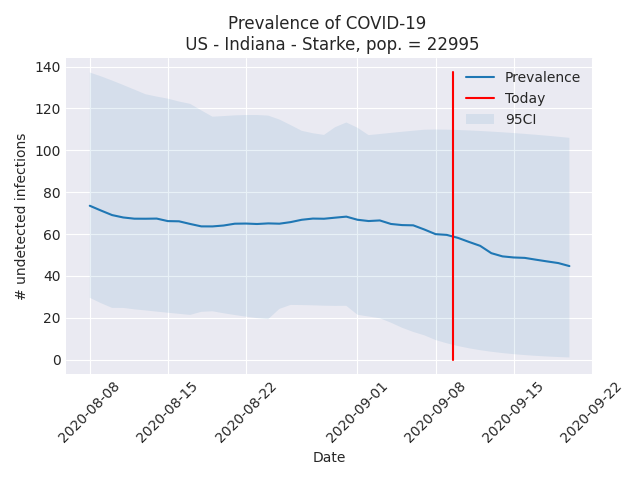 Prevalence of COVID-19
US - Indiana - Starke, pop. = 22995
140
120
100
80
60
40
20
0
# undetected infections
Prevalence
Today
95CI
2020-08-08
2020-08-15
2020-08-22
2020-09-01
2020-09-08
2020-09-15
2020-09-22
Date